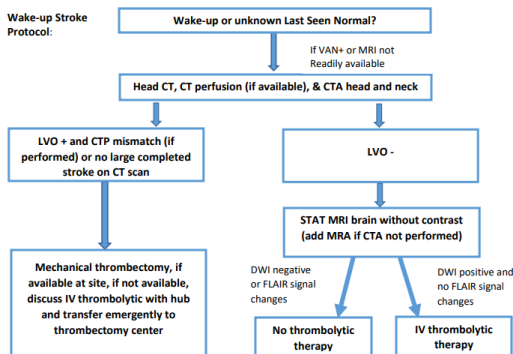 Wake-up Stroke
Protocol:
Wake-up or unknown Last Seen Normal?
If VAN+ or MRI not
Readily available
Head CT, CT perfusion (if available), & CTA head and neck
LVO + and CTP mismatch (if
performed) or no large completed
stroke on CT scan
LVO -
STAT MRI brain without contrast
(add MRA if CTA not performed)
Mechanical thrombectomy, if
available at site, if not available,
discuss IV thrombolytic with hub
and transfer emergently to
thrombectomy center
DWI negative
or FLAIR signal
changes
DWI positive and
no FLAIR signal
changes
No thrombolytic
therapy
IV thrombolytic
therapy